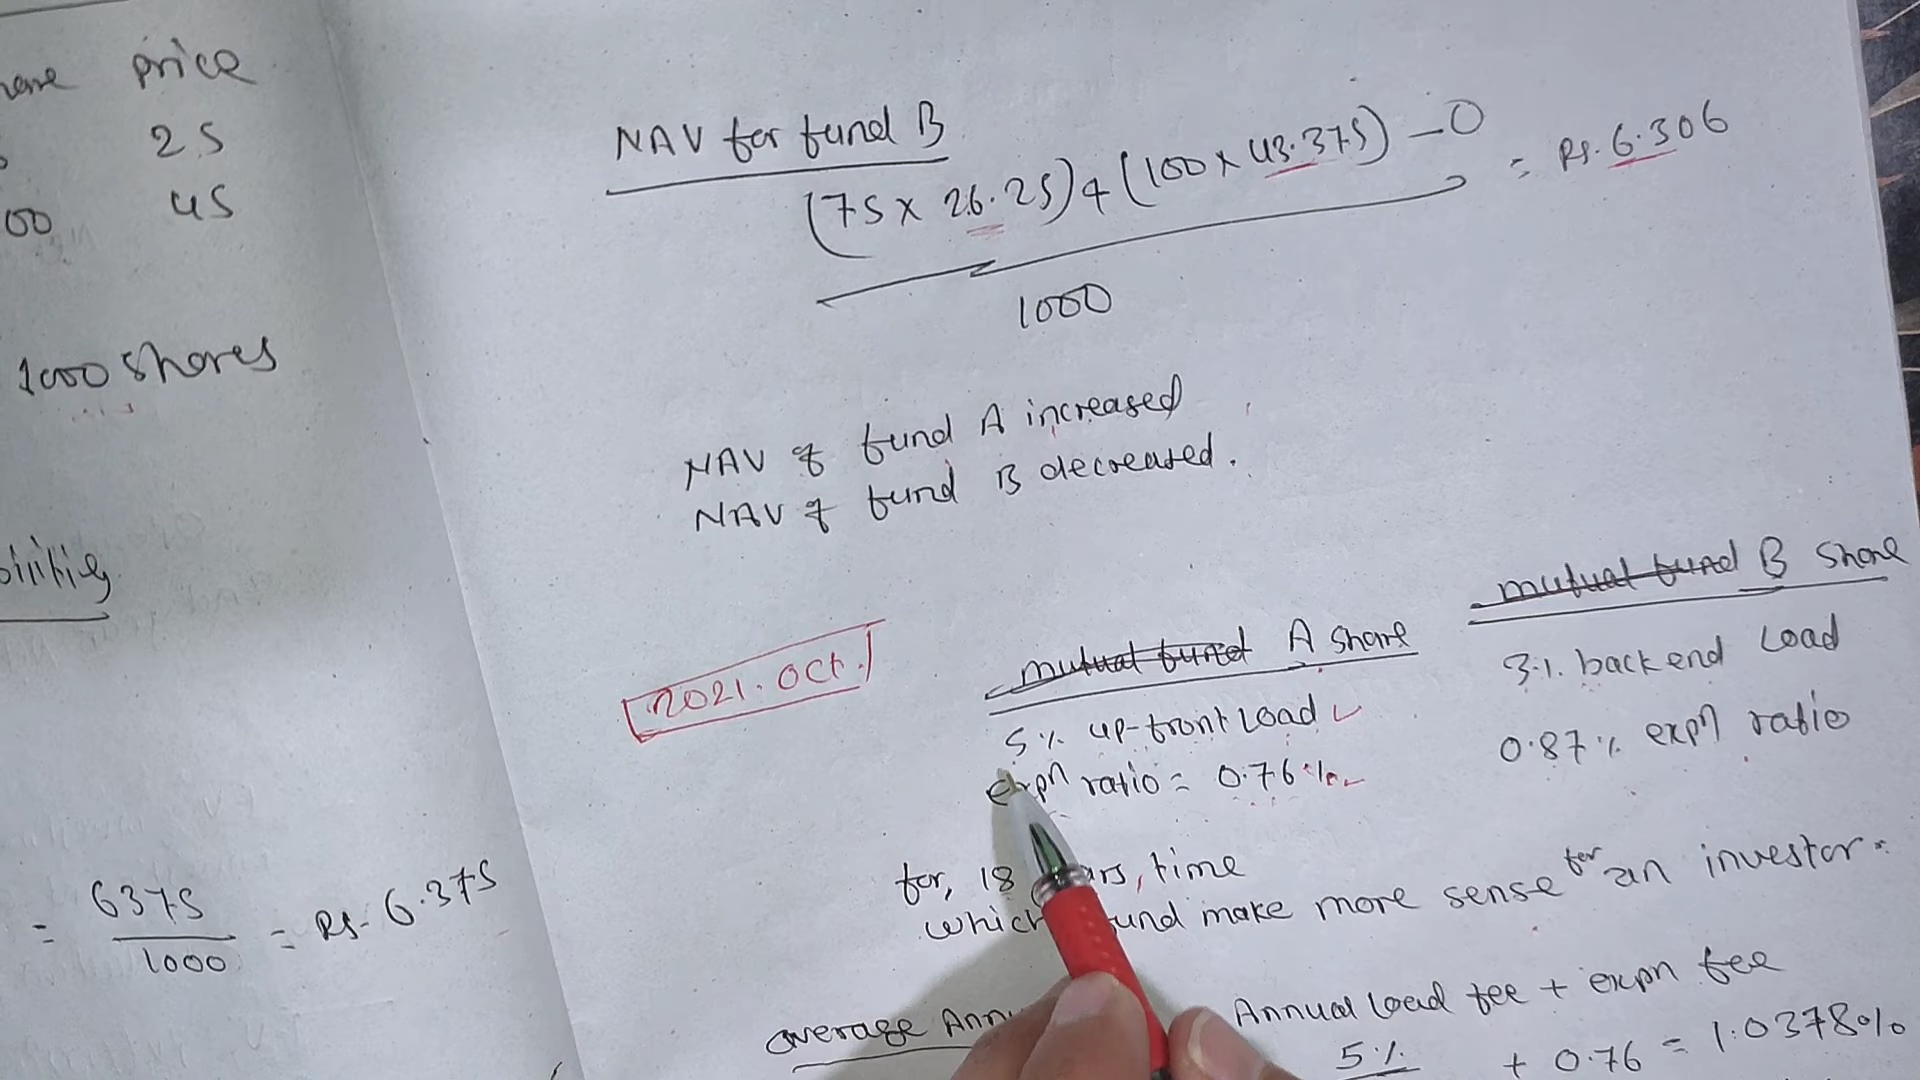 price
25
00 45
1000 shares
= 6375 / 1000 = Rs. 6.375
NAV for fund B
(75 x 26.25) + (100 x 43.375) - 0 = Rs. 6.306
1000
NAV of fund A increased
NAV of fund B decreased.
2021. Oct.
mutual fund A share
5% up-front Load
expn ratio = 0.76%
mutual fund B share
3% backend Load
0.87% expn ratio
for, 18 time
which make more sense for an investor.
average
Annual Load fee + expn fee
5% + 0.76 = 1.0378%